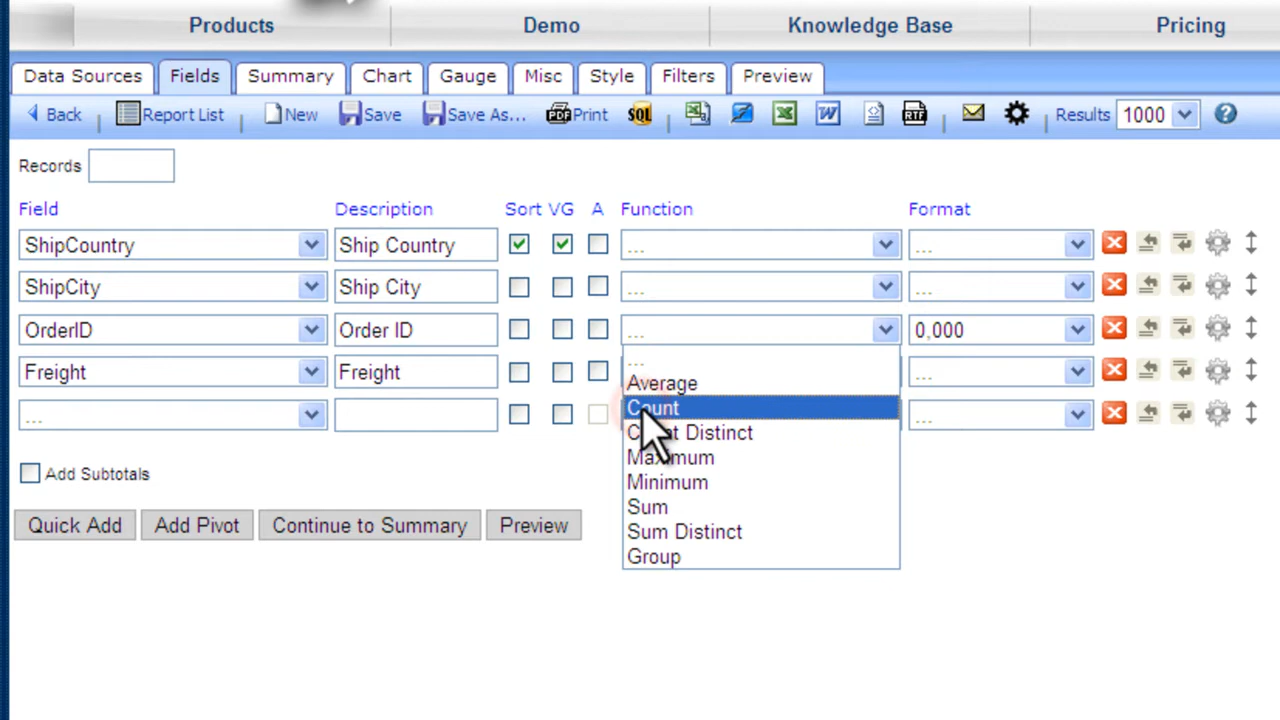 Products Demo Knowledge Base Pricing
Data Sources Fields Summary Chart Gauge Misc Style Filters Preview
Back Report List New Save Save As... PDF Print SQL RTF Results 1000 ?
Records
Field Description Sort VG A Function Format
ShipCountry Ship Country ... ...
ShipCity Ship City ... ...
OrderID Order ID ... 0,000
Freight Freight ... ...
... ...
Average
Count
Distinct
Maximum
Minimum
Sum
Sum Distinct
Group
Add Subtotals
Quick Add Add Pivot Continue to Summary Preview